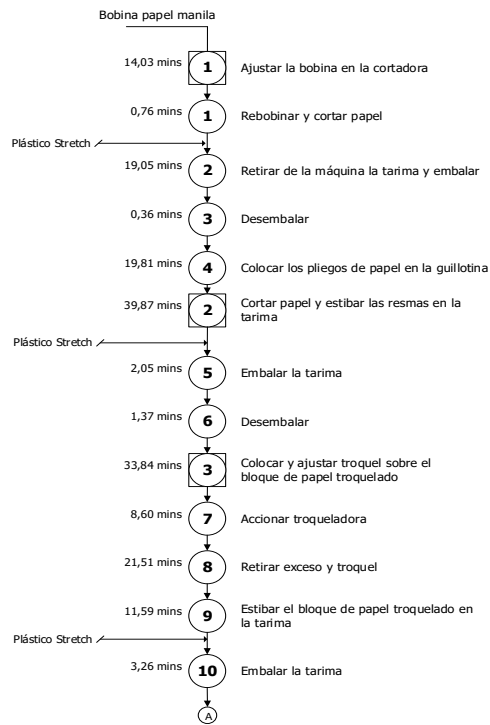 Bobina papel manila
14,03 mins 1 Ajustar la bobina en la cortadora
0,76 mins 1 Rebobinar y cortar papel
Plástico Stretch
19,05 mins 2 Retirar de la máquina la tarima y embalar
0,36 mins 3 Desembalar
19,81 mins 4 Colocar los pliegos de papel en la guillotina
39,87 mins 2 Cortar papel y estibar las resmas en la
tarima
Plástico Stretch
2,05 mins 5 Embalar la tarima
1,37 mins 6 Desembalar
33,84 mins 3 Colocar y ajustar troquel sobre el
bloque de papel troquelado
8,60 mins 7 Accionar troqueladora
21,51 mins 8 Retirar exceso y troquel
11,59 mins 9 Estibar el bloque de papel troquelado en
la tarima
Plástico Stretch
3,26 mins 10 Embalar la tarima
A